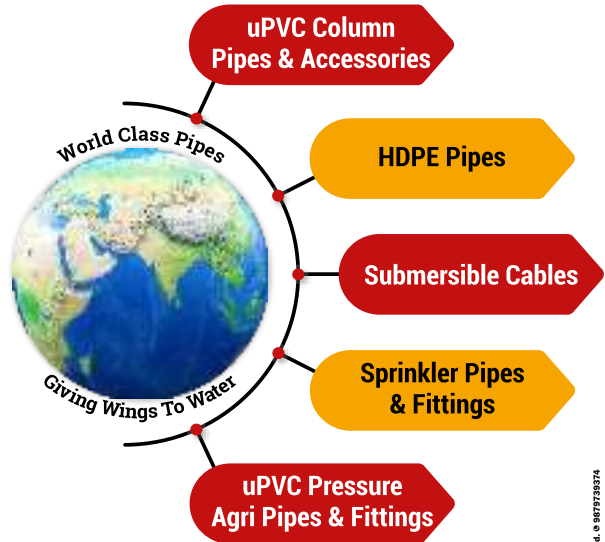 uPVC Column
Pipes & Accessories
World Class Pipes
HDPE Pipes
Submersible Cables
Giving Wings To Water
Sprinkler Pipes
& Fittings
uPVC Pressure
Agri Pipes & Fittings
d. © 9879739374